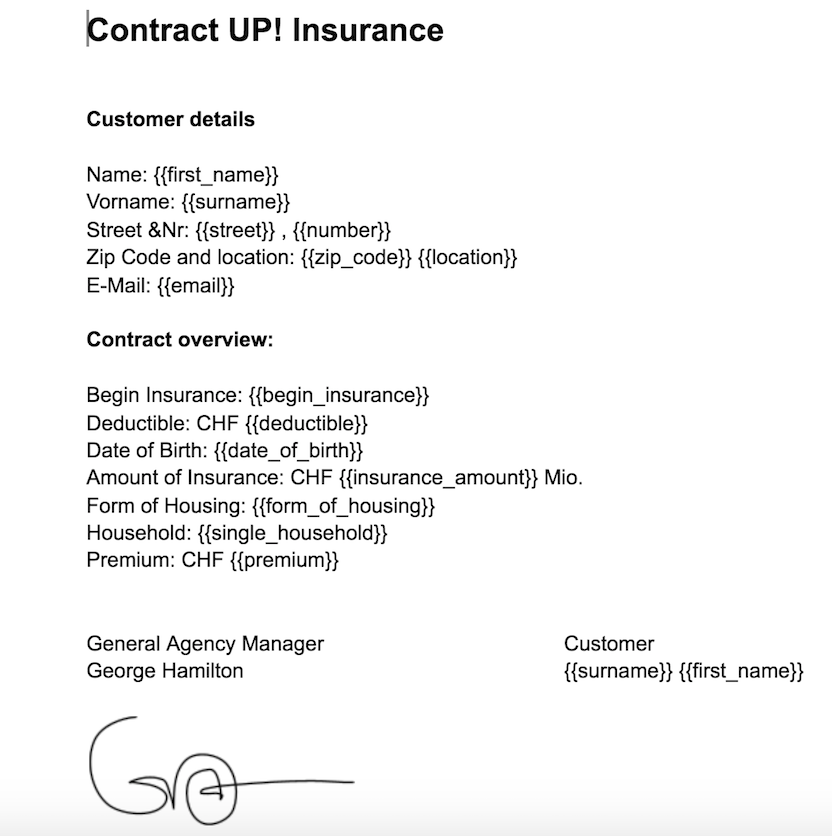 Contract UP! Insurance
Customer details
Name: {{first_name}}
Vorname: {{surname}}
Street &Nr: {{street}} , {{number}}
Zip Code and location: {{zip_code}} {{location}}
E-Mail: {{email}}
Contract overview:
Begin Insurance: {{begin_insurance}}
Deductible: CHF {{deductible}}
Date of Birth: {{date_of_birth}}
Amount of Insurance: CHF {{insurance_amount}} Mio.
Form of Housing: {{form_of_housing}}
Household: {{single_household}}
Premium: CHF {{premium}}
General Agency Manager
George Hamilton
Customer
{{surname}} {{first_name}}